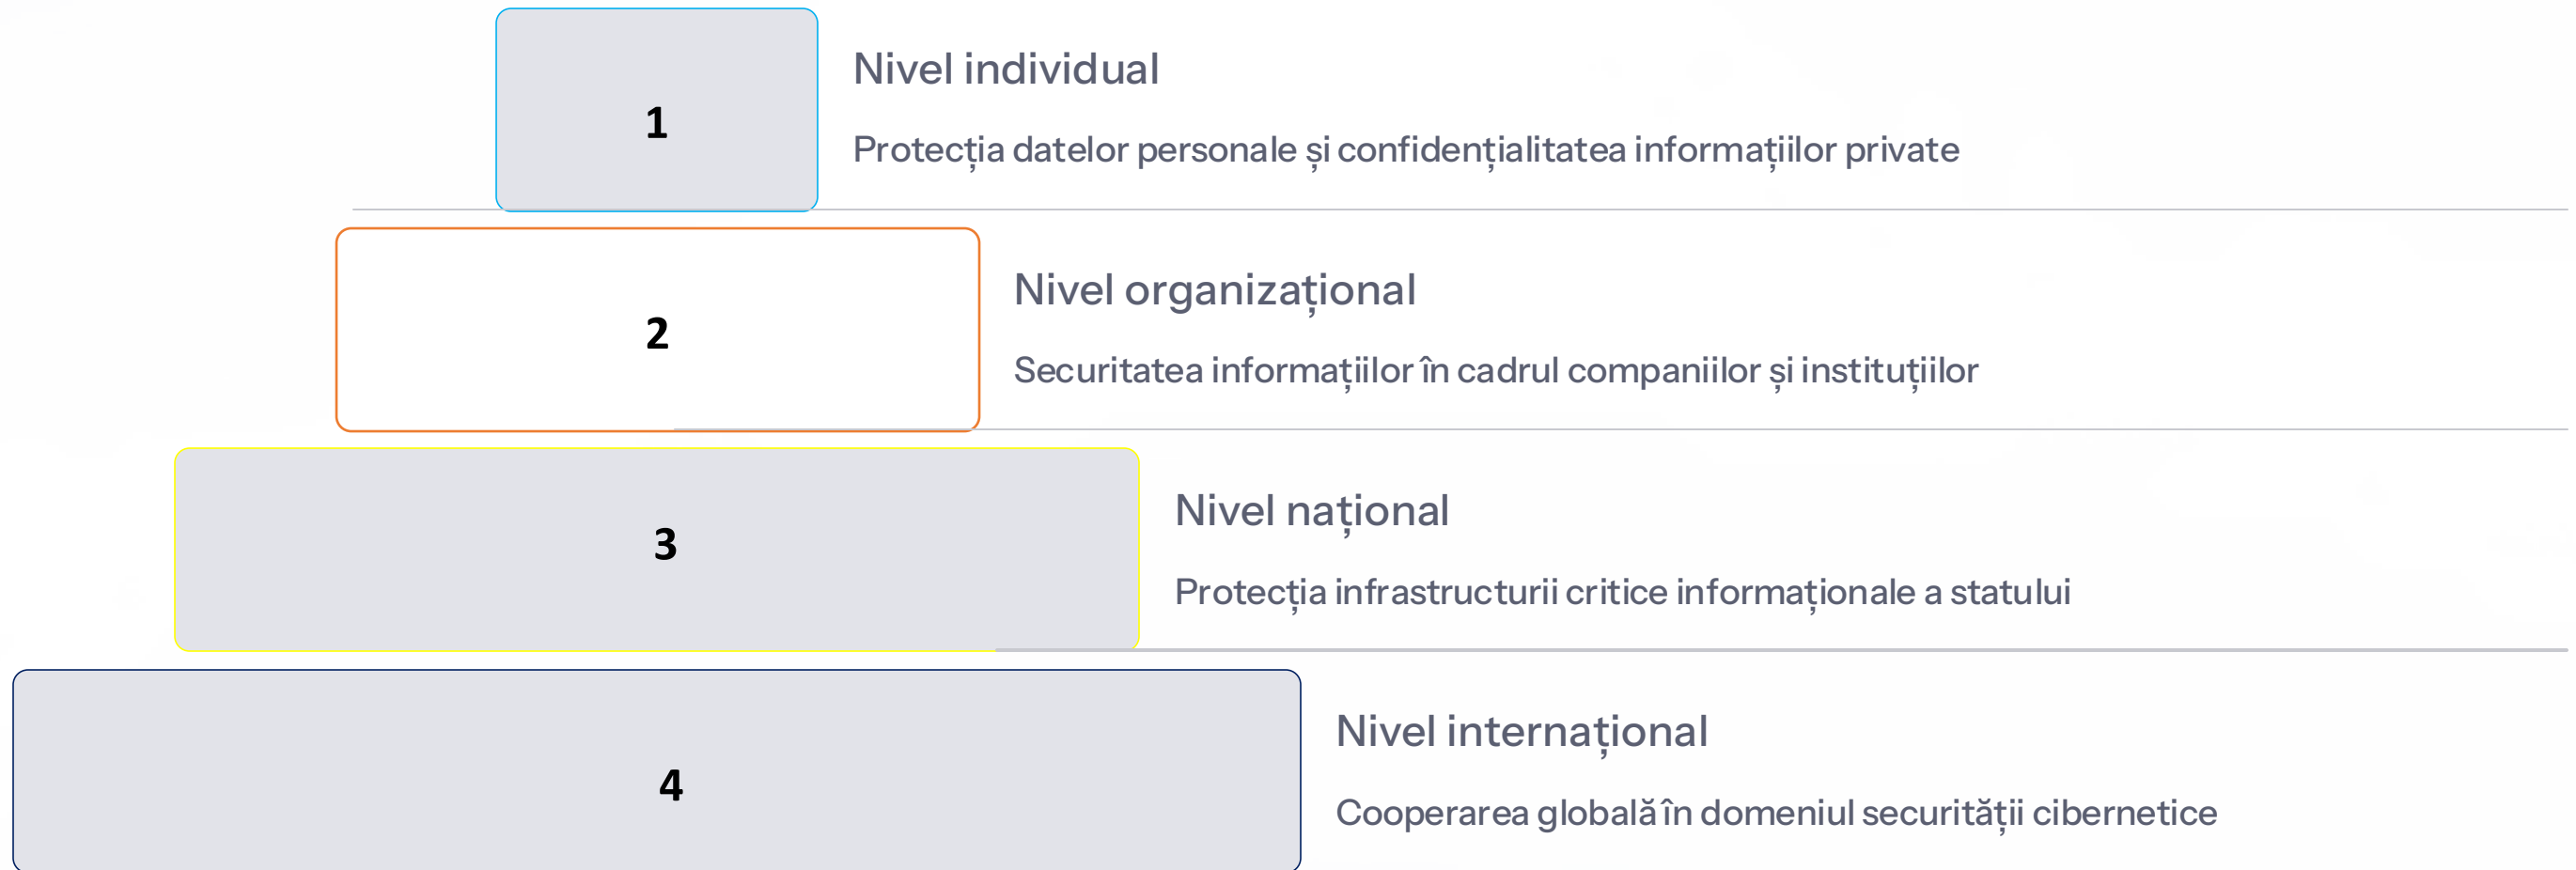 1
Nivel individual
Protecția datelor personale și confidențialitatea informațiilor private
2
Nivel organizațional
Securitatea informațiilor în cadrul companiilor și instituțiilor
3
Nivel național
Protecția infrastructurii critice informaționale a statului
4
Nivel internațional
Cooperarea globală în domeniul securității cibernetice